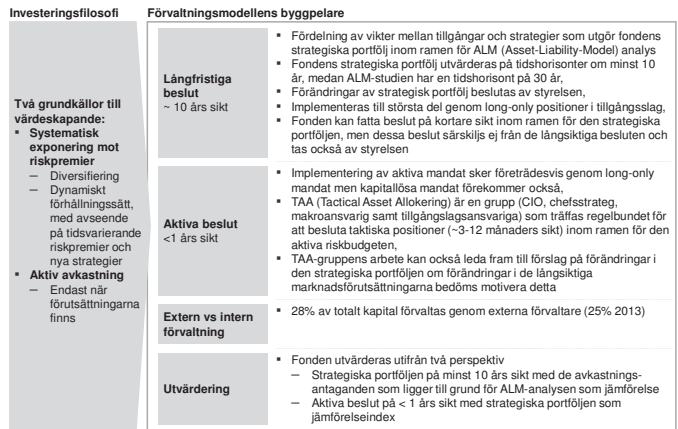 Investeringsfilosofi
Två grundkällor till
värdeskapande:
▪ Systematisk
exponering mot
riskpremier
– Diversifiering
– Dynamiskt
förhållningssätt,
med avseende
på tidsvarierande
riskpremier och
nya strategier
▪ Aktiv avkastning
– Endast när
förutsättningarna
finns
Förvaltningsmodellens byggpelare
Långfristiga
beslut
~ 10 års sikt
▪ Fördelning av vikter mellan tillgångar och strategier som utgör fondens
strategiska portfölj inom ramen för ALM (Asset-Liability-Model) analys
▪ Fondens strategiska portfölj utvärderas på tidshorisonter om minst 10
år, medan ALM-studien har en tidshorisont på 30 år,
▪ Förändringar av strategisk portfölj beslutas av styrelsen,
▪ Implementeras till största del genom long-only positioner i tillgångsslag,
▪ Fonden kan fatta beslut på kortare sikt inom ramen för den strategiska
portföljen, men dessa beslut särskiljs ej från de långsiktiga besluten och
tas också av styrelsen
Aktiva beslut
<1 års sikt
▪ Implementering av aktiva mandat sker företrädesvis genom long-only
mandat men kapitallösa mandat förekommer också,
▪ TAA (Tactical Asset Allokering) är en grupp (CIO, chefsstrateg,
makroansvarig samt tillgångslagsansvariga) som träffas regelbundet för
att besluta taktiska positioner (~3-12 månaders sikt) inom ramen för den
aktiva riskbudgeten,
▪ TAA-gruppens arbete kan också leda fram till förslag på förändringar i
den strategiska portföljen om förändringar i de långsiktiga
marknadsförutsättningarna bedöms motivera detta
Extern vs intern
förvaltning
▪ 28% av totalt kapital förvaltas genom externa förvaltare (25% 2013)
Utvärdering
▪ Fonden utvärderas utifrån två perspektiv
– Strategiska portföljen på minst 10 års sikt med de avkastnings-
antaganden som ligger till grund för ALM-analysen som jämförelse
– Aktiva beslut på < 1 års sikt med strategiska portföljen som
jämförelseindex